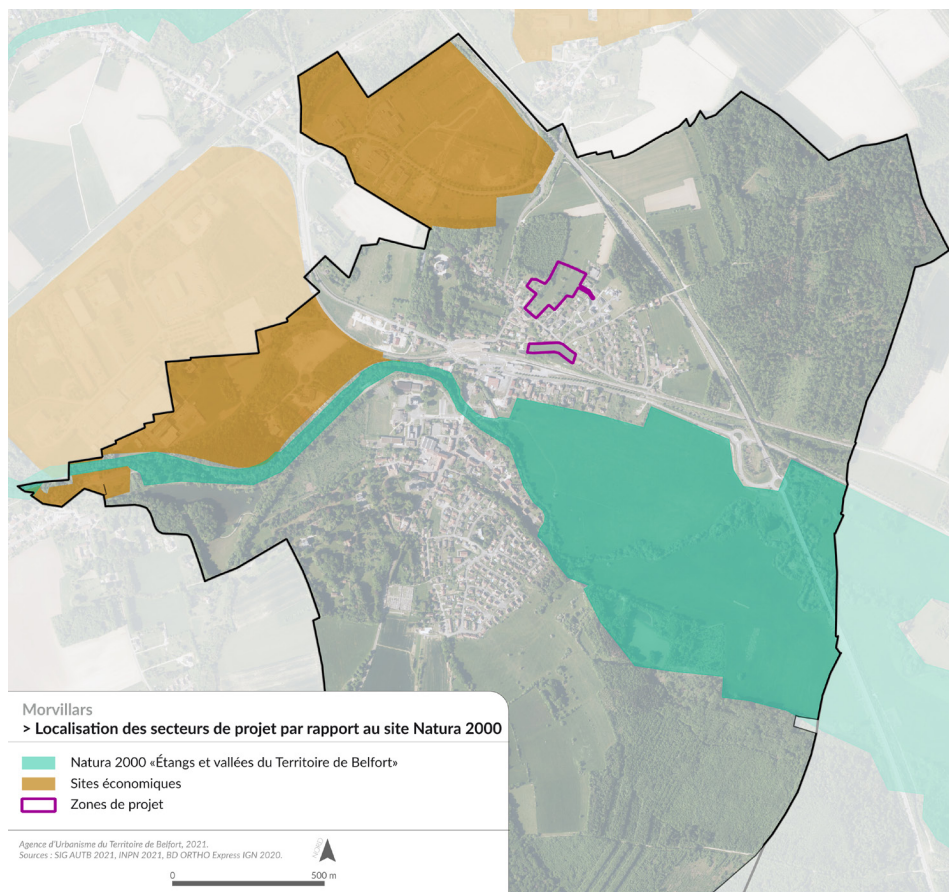 Morvillars
> Localisation des secteurs de projet par rapport au site Natura 2000
Natura 2000 «Étangs et vallées du Territoire de Belfort»
Sites économiques
Zones de projet
Agence d'Urbanisme du Territoire de Belfort, 2021.
Sources : SIG AUTB 2021, INPN 2021, BD ORTHO Express IGN 2020.
NORD
0 500 m